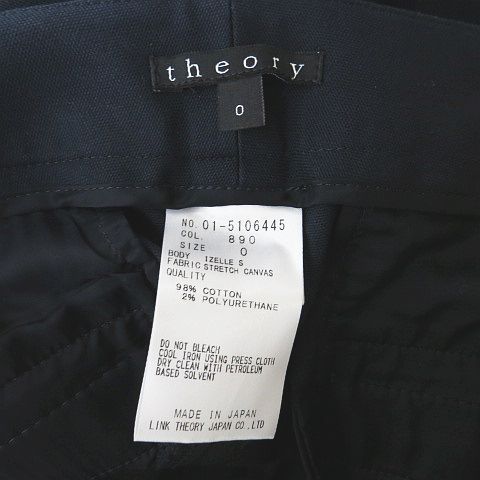 theory
0
NO. 01-5106445
COL. 890
SIZE 0
BODY IZELLE S
FABRIC STRETCH CANVAS
QUALITY
98% COTTON
2% POLYURETHANE
DO NOT BLEACH
COOL IRON USING PRESS CLOTH
DRY CLEAN WITH PETROLEUM
BASED SOLVENT
MADE IN JAPAN
LINK THEORY JAPAN CO.,LTD